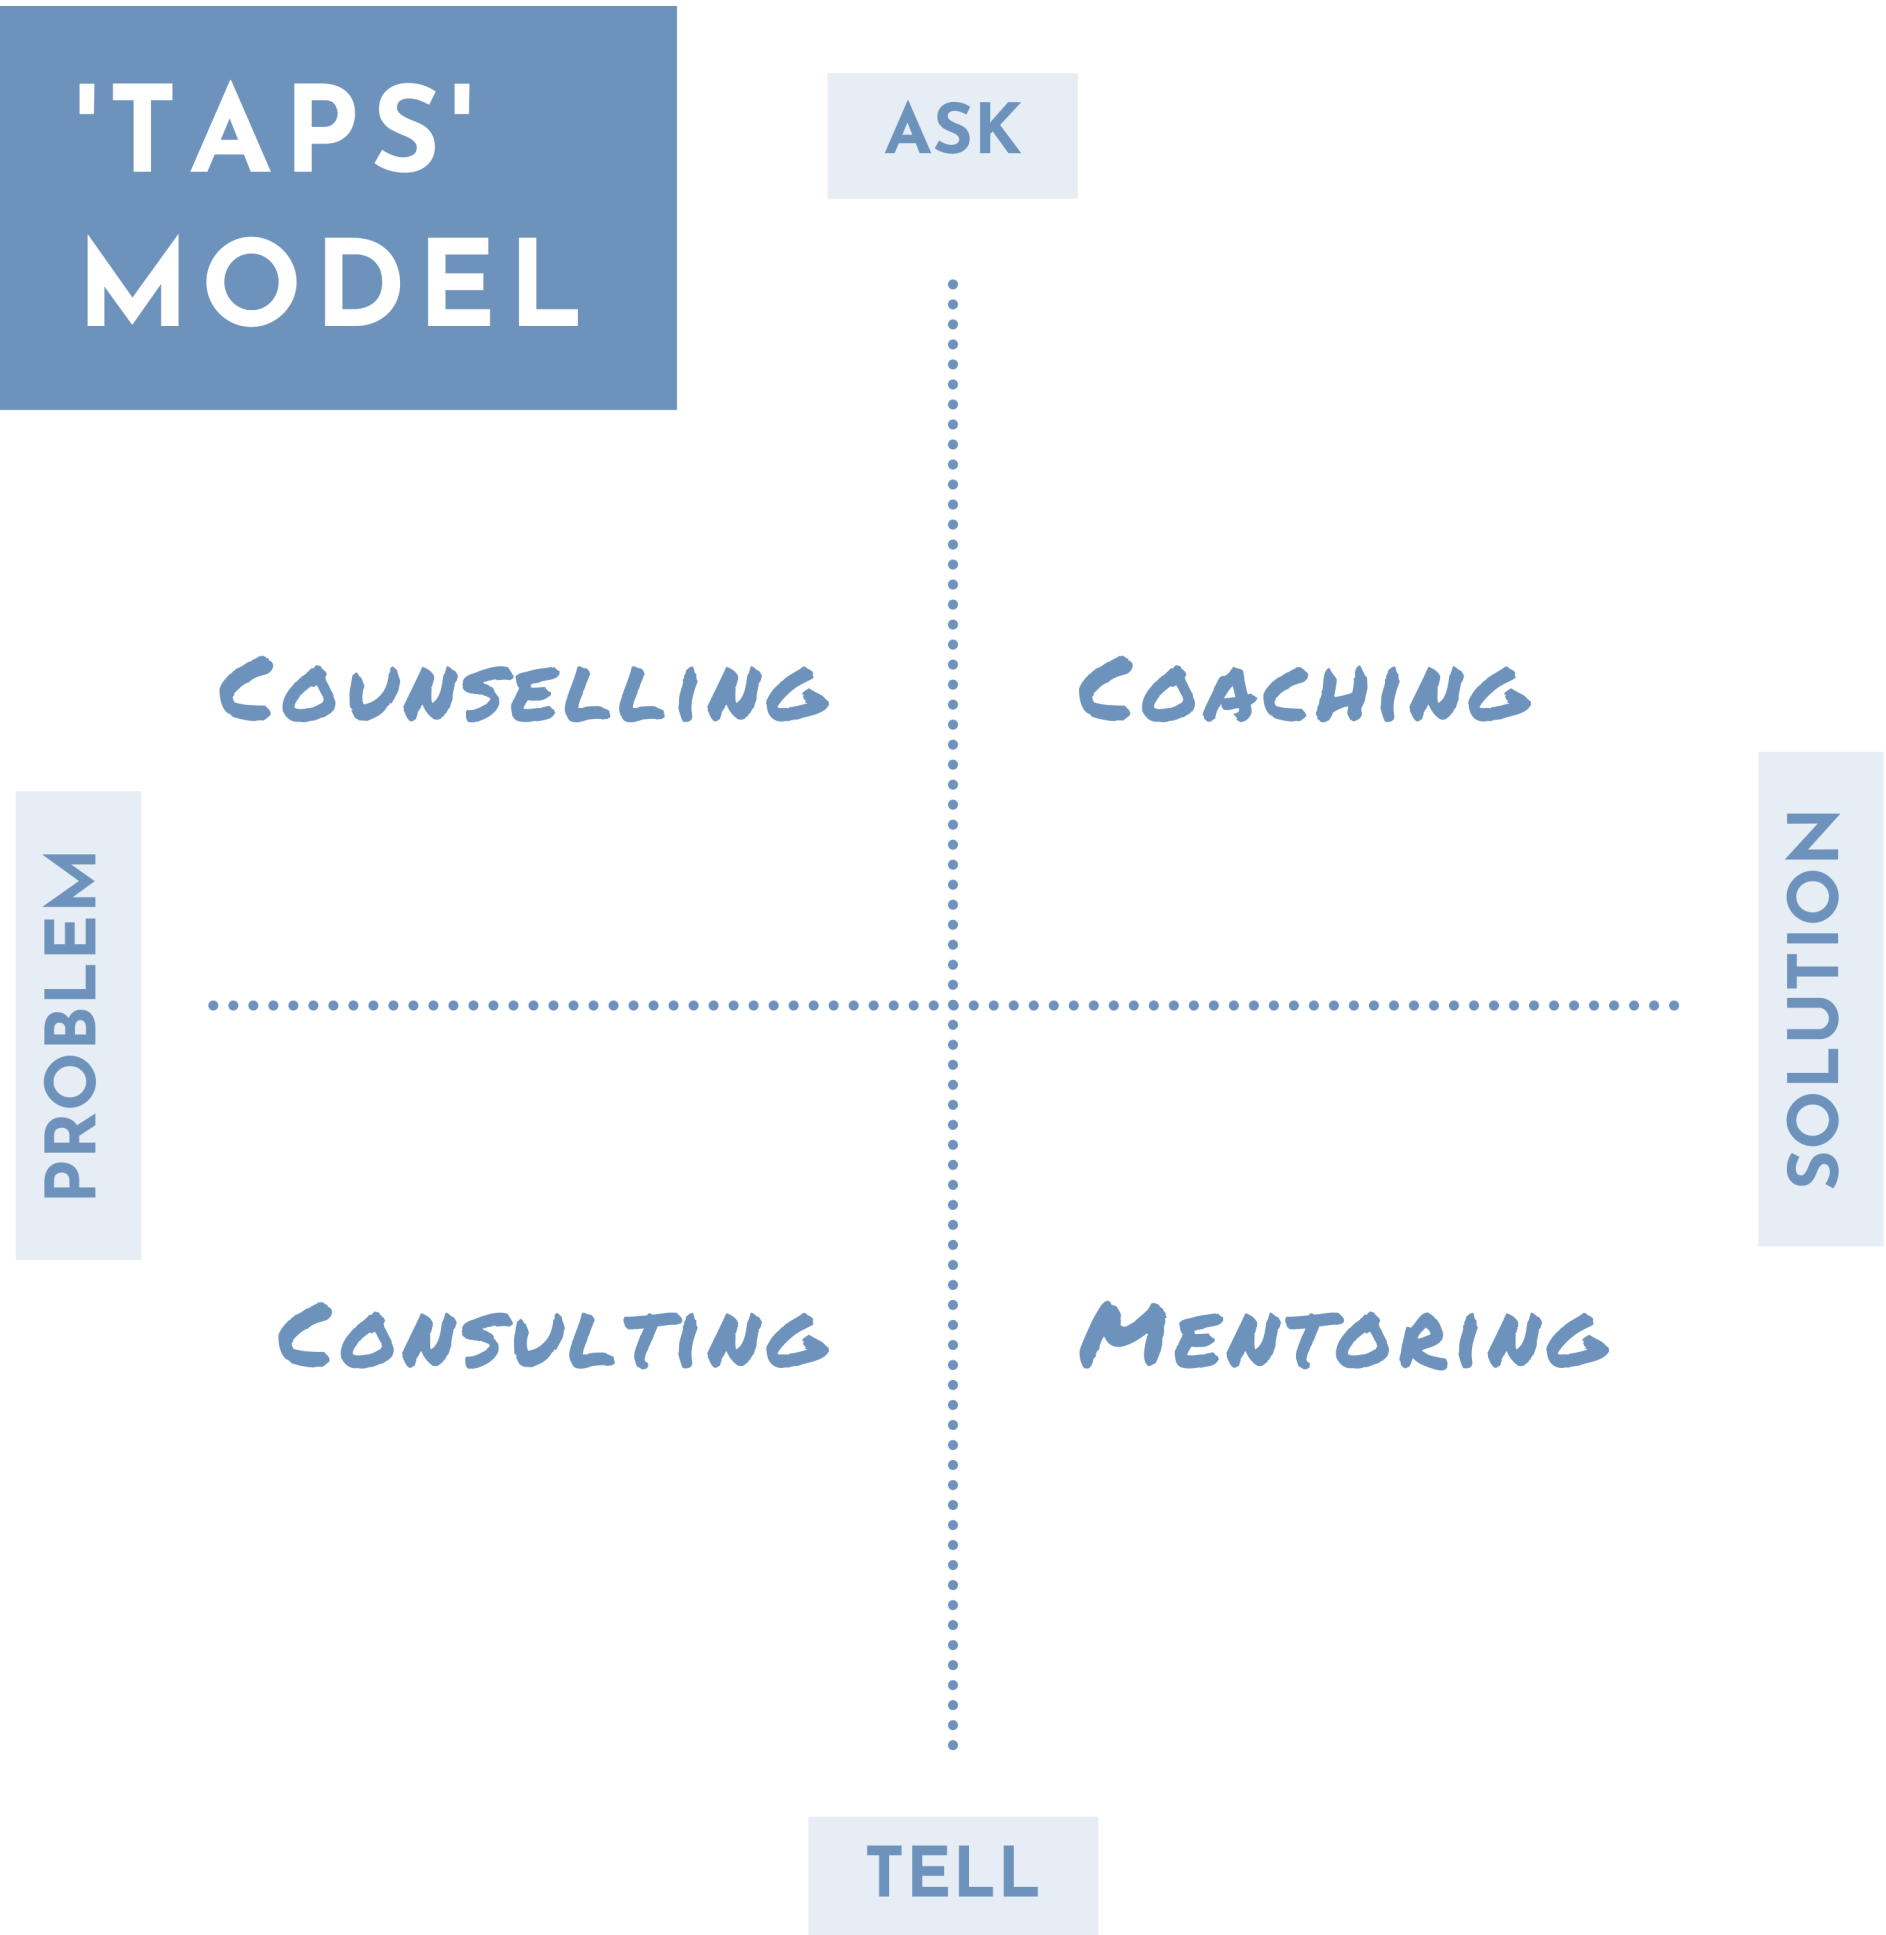 'TAPS'
MODEL
ASK
COUNSELLING
COACHING
PROBLEM
SOLUTION
CONSULTING
MENTORING
TELL